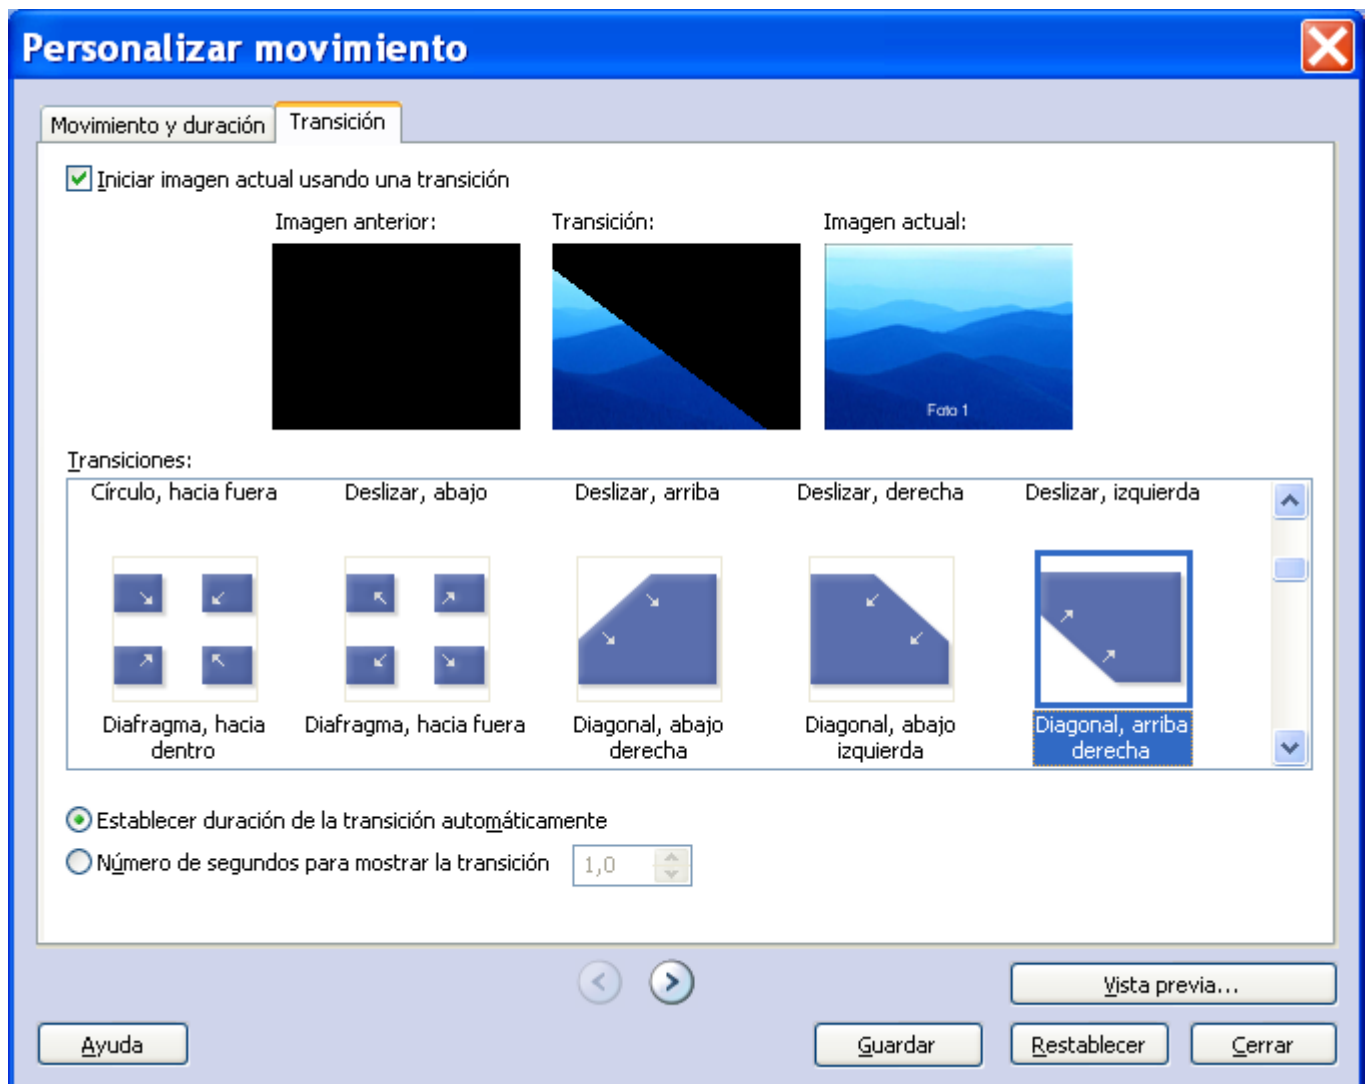 Personalizar movimiento
Movimiento y duración
Transición
Iniciar imagen actual usando una transición
Imagen anterior:
Transición:
Imagen actual:
Foto 1
Transiciones:
Círculo, hacia fuera
Deslizar, abajo
Deslizar, arriba
Deslizar, derecha
Deslizar, izquierda
Diafragma, hacia
dentro
Diafragma, hacia fuera
Diagonal, abajo
derecha
Diagonal, abajo
izquierda
Diagonal, arriba
derecha
Establecer duración de la transición automáticamente
Número de segundos para mostrar la transición
1,0
Vista previa...
Ayuda
Guardar
Restablecer
Cerrar